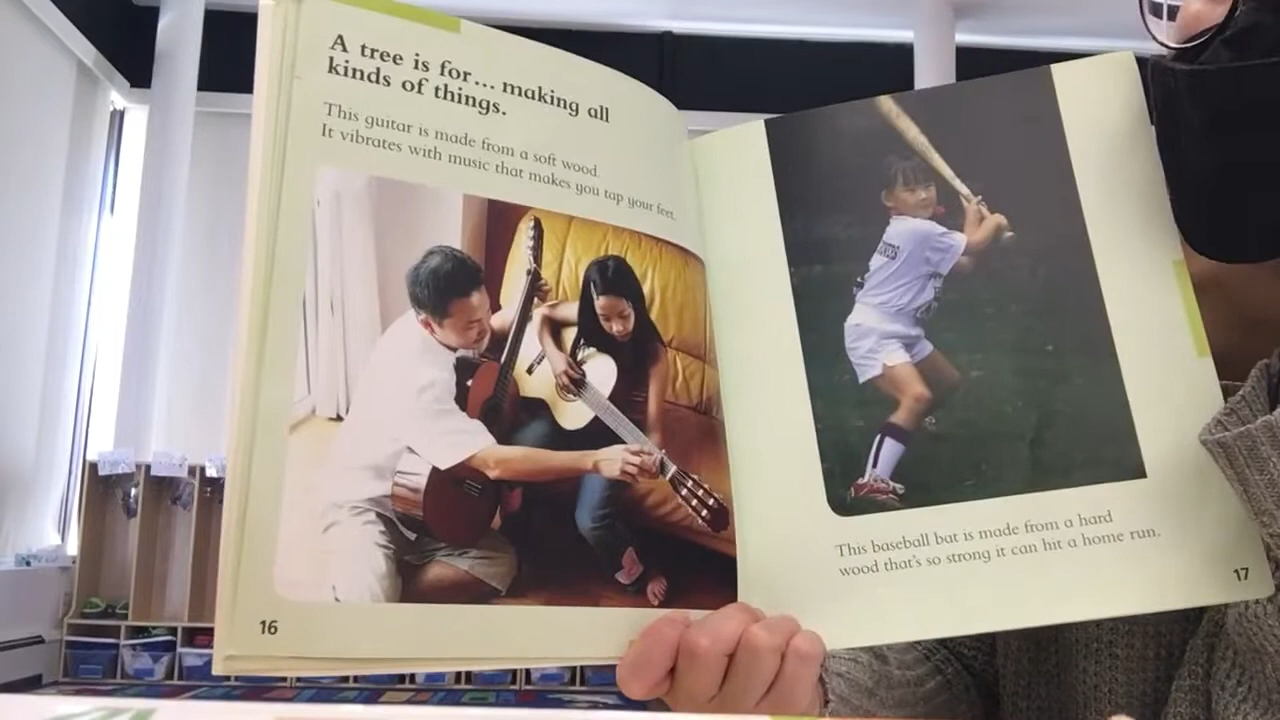 A tree is for... making all
kinds of things.
This guitar is made from a soft wood.
It vibrates with music that makes you tap your feet.
16
This baseball bat is made from a hard
wood that's so strong it can hit a home run.
17